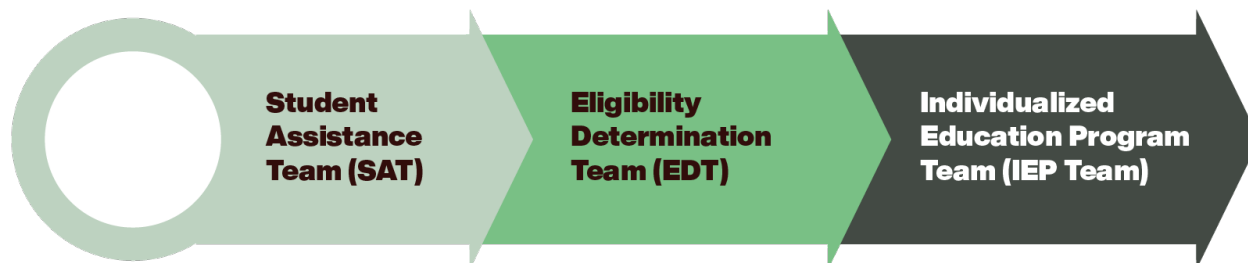 Student
Assistance
Team (SAT)
Eligibility
Determination
Team (EDT)
Individualized
Education Program
Team (IEP Team)